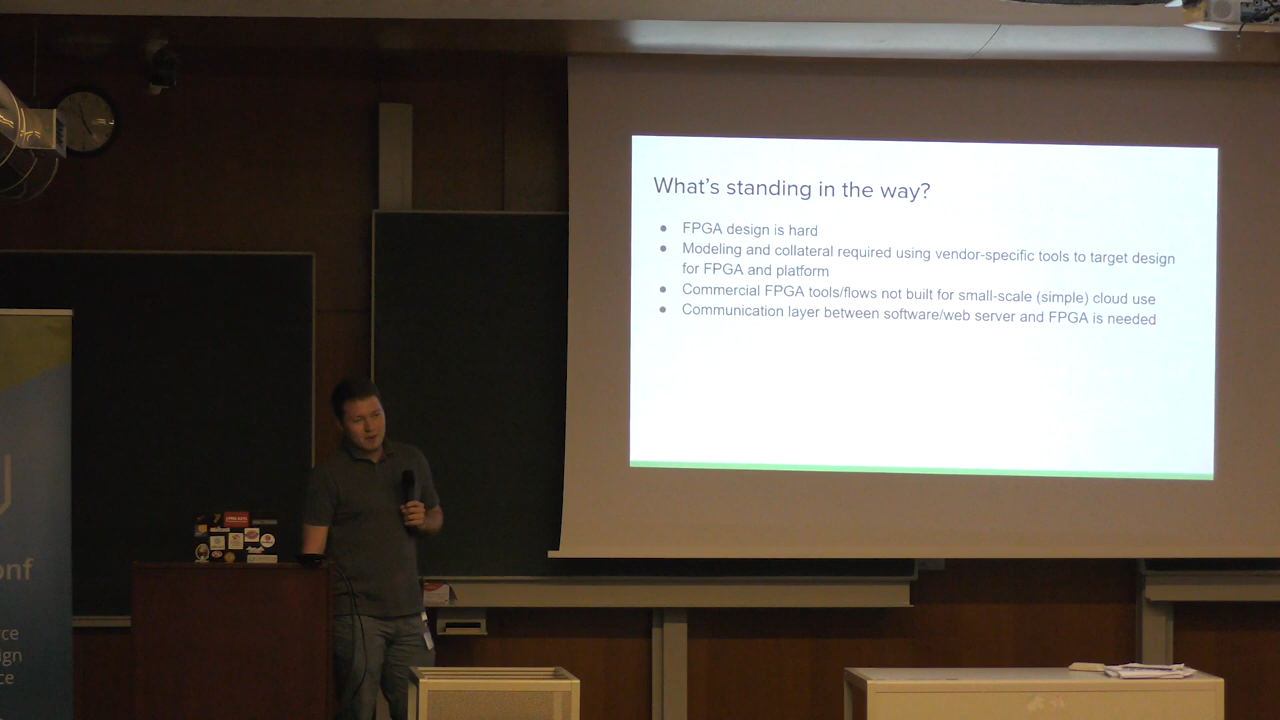 What's standing in the way?
● FPGA design is hard
● Modeling and collateral required using vendor-specific tools to target design
for FPGA and platform
● Commercial FPGA tools/flows not built for small-scale (simple) cloud use
● Communication layer between software/web server and FPGA is needed
onf
ce
ign
ce